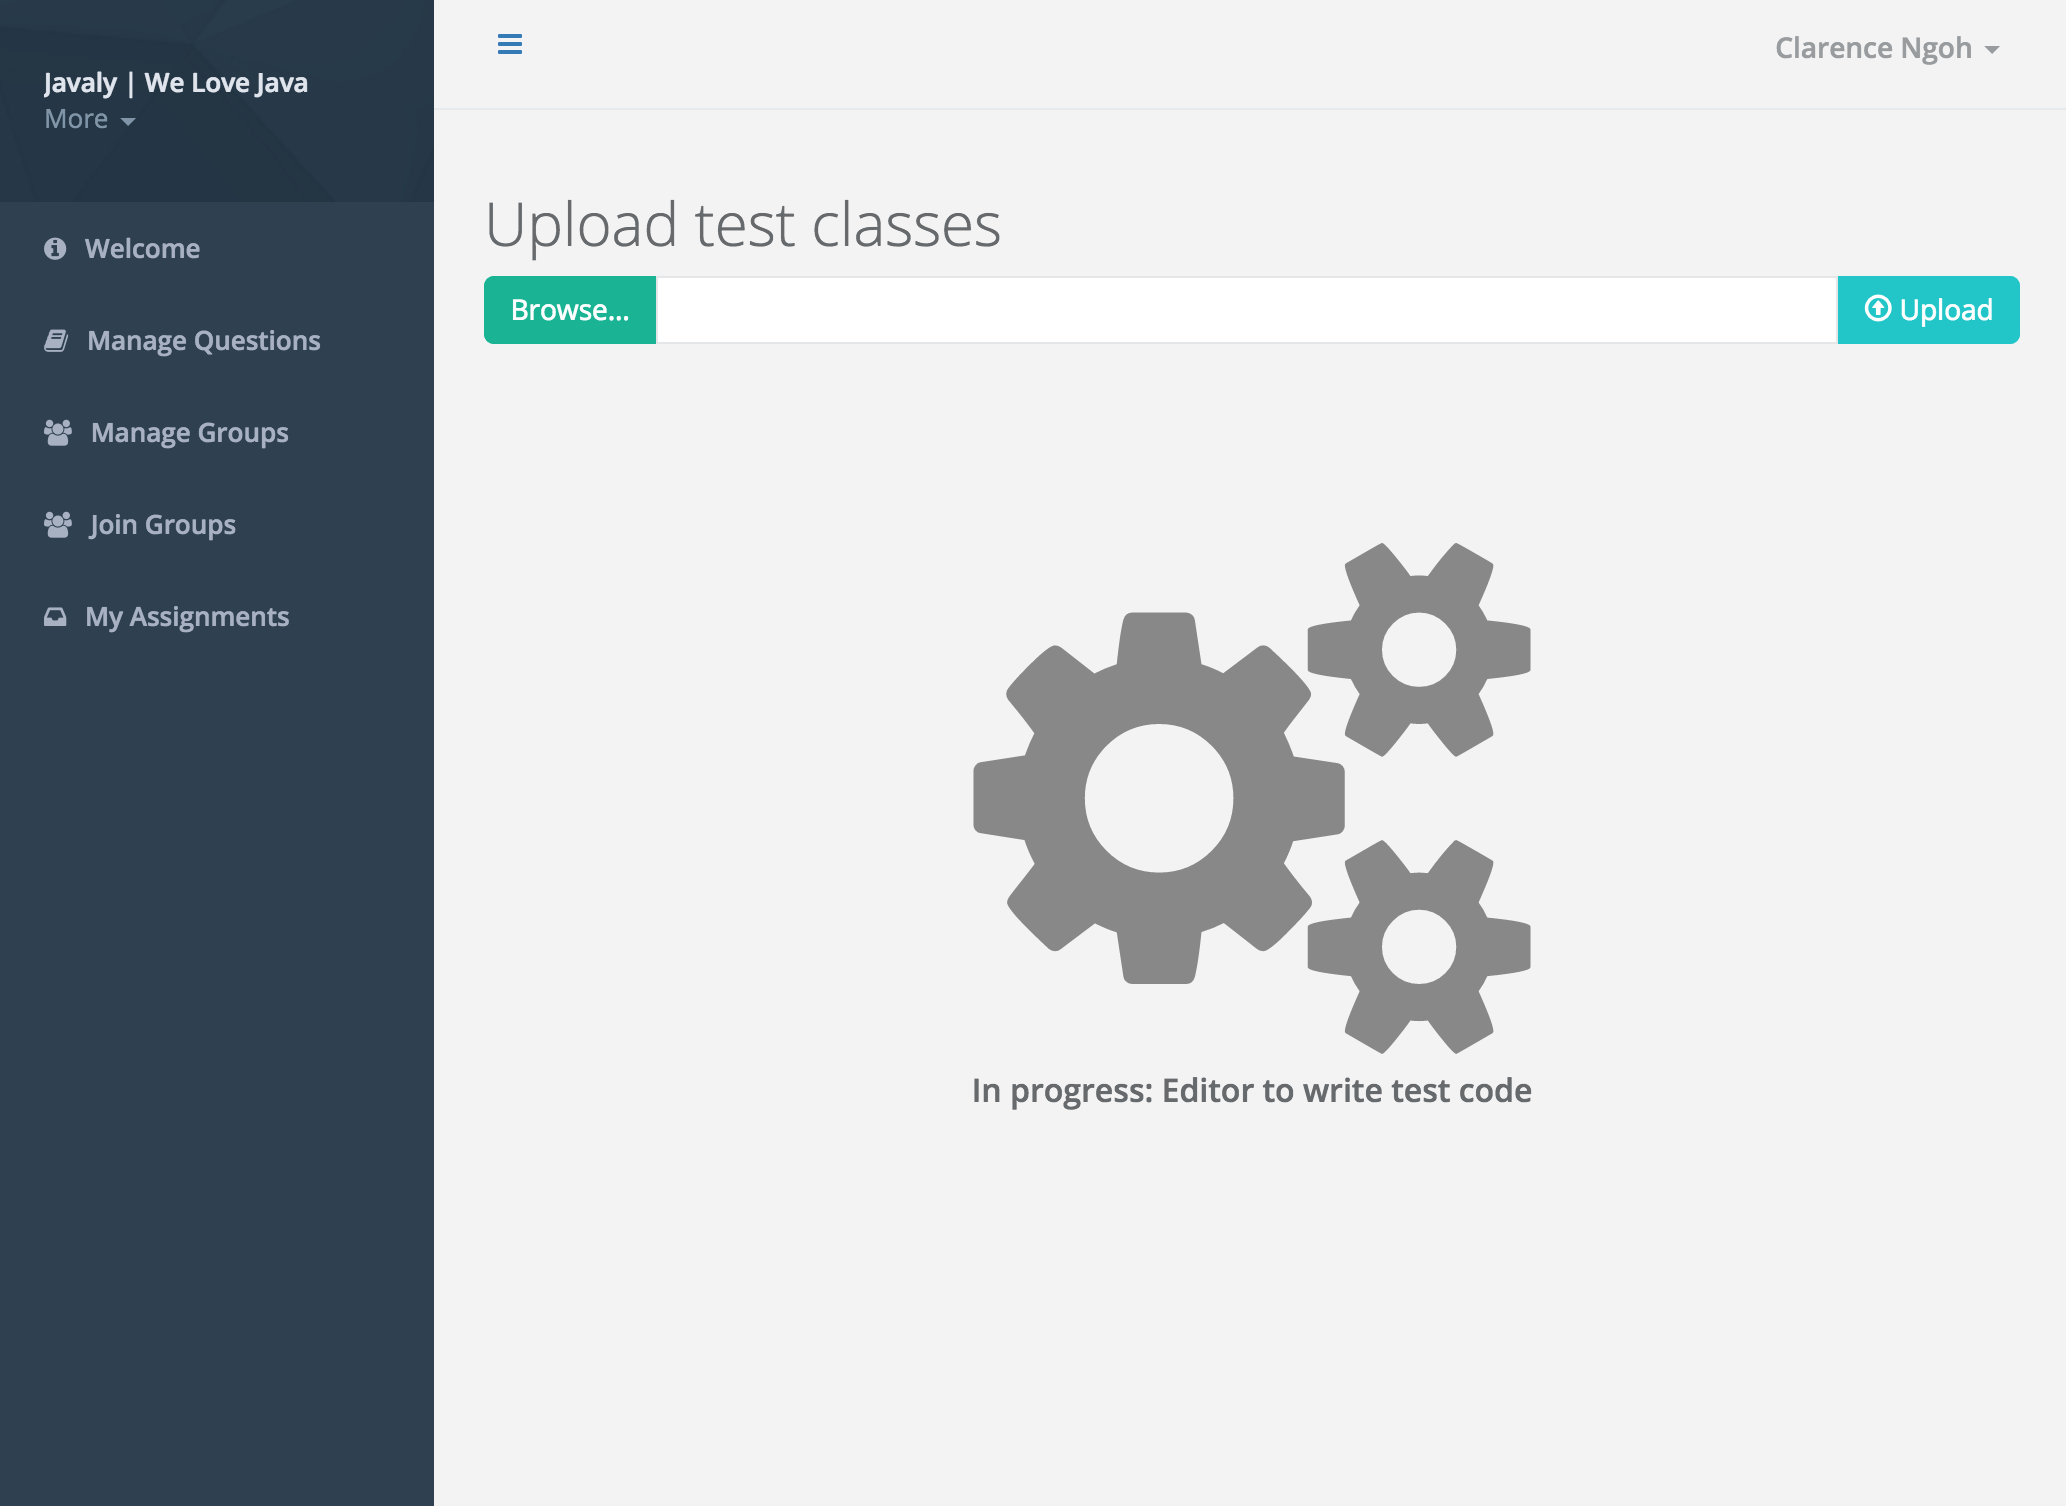 Javaly | We Love Java
More
Welcome
Manage Questions
Manage Groups
Join Groups
My Assignments
Clarence Ngoh
Upload test classes
Browse...
Upload
In progress: Editor to write test code